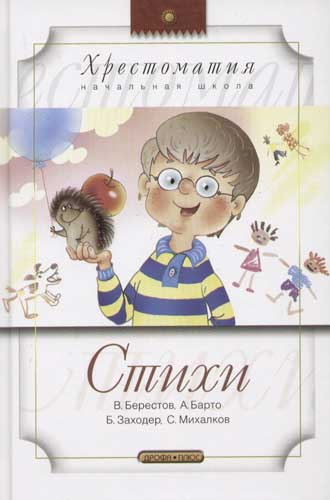 Хрестоматия
начальная школа
Стихи
В. Берестов, А. Барто
Б. Заходер, С. Михалков
ДРОФА • ПЛЮС